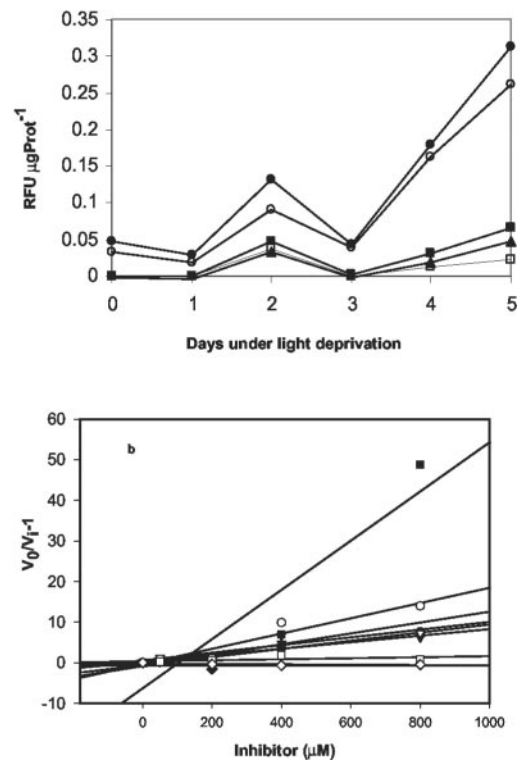 0.35
0.3
0.25
0.2
0.15
0.1
0.05
0
RFU µgProt-1
0 1 2 3 4 5
Days under light deprivation
b
60
50
40
30
20
10
0
-10
V0/Vi-1
0 200 400 600 800 1000
Inhibitor (µM)